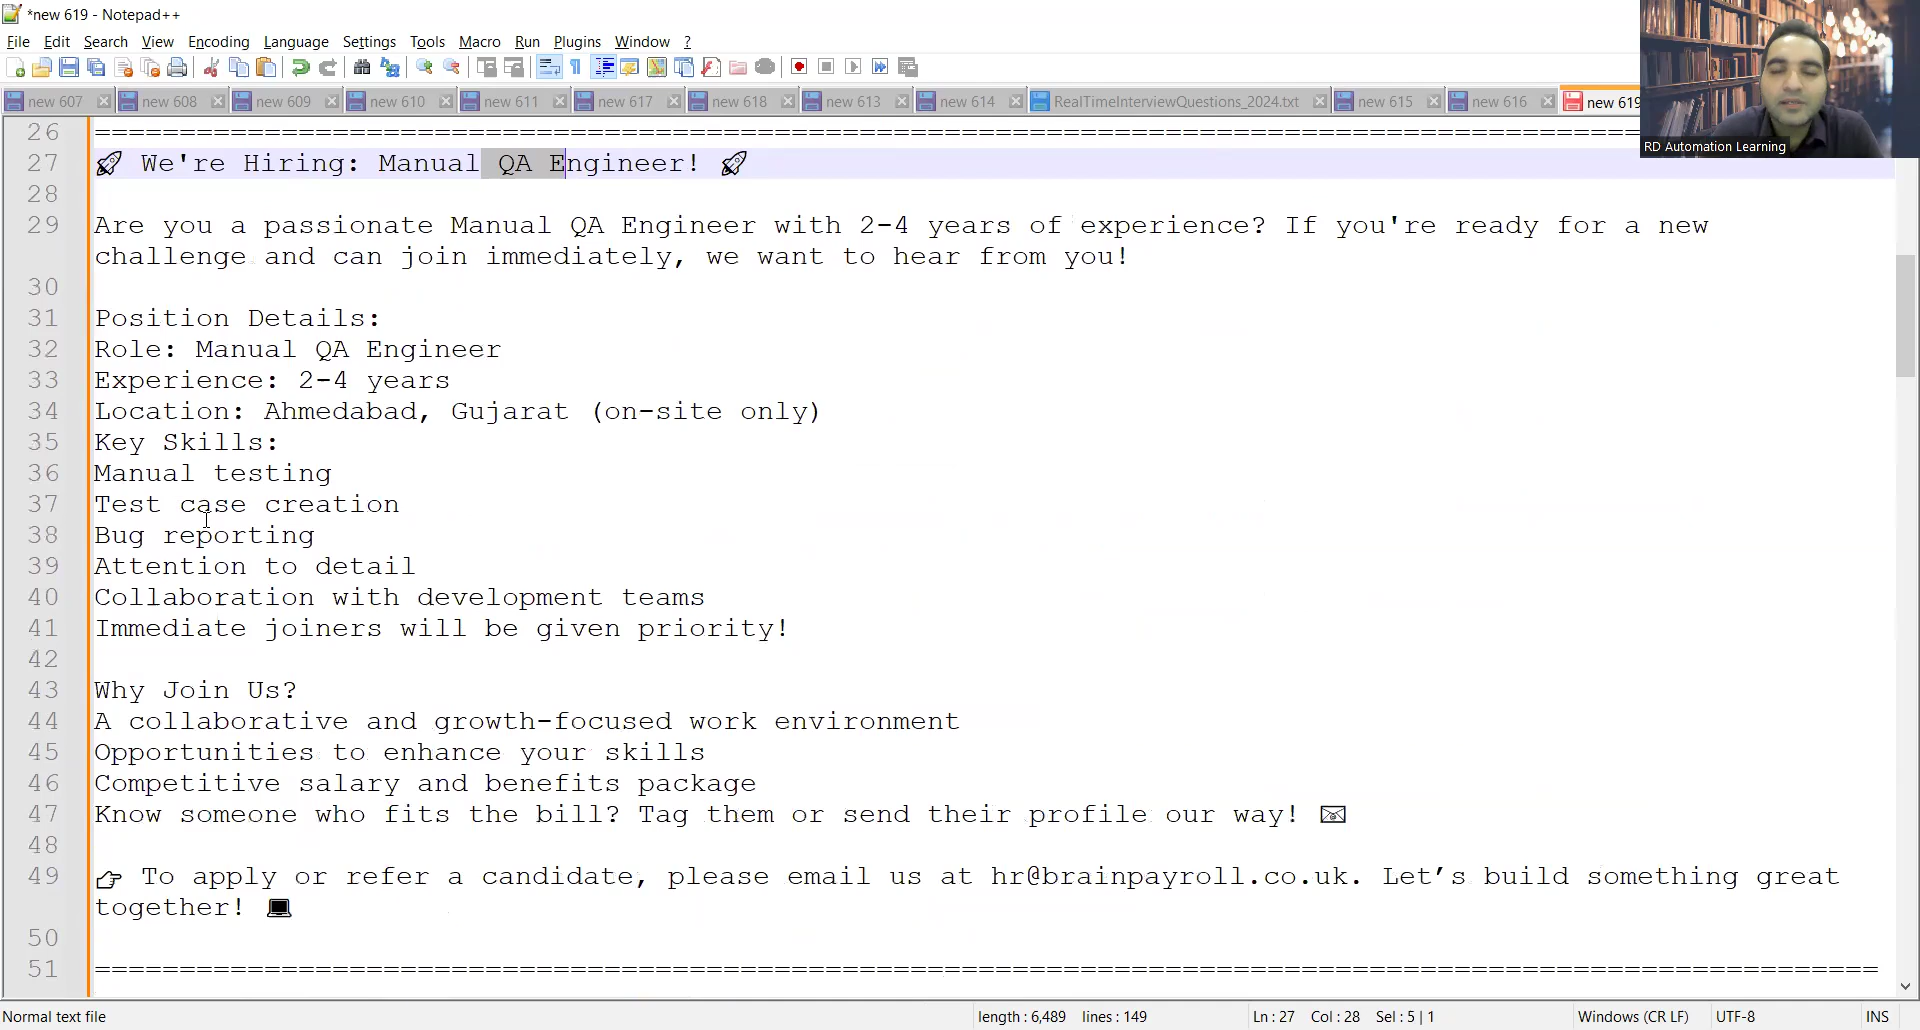 *new 619 - Notepad++
File Edit Search View Encoding Language Settings Tools Macro Run Plugins Window ?
new 607 new 608 new 609 new 610 new 611 new 617 new 618 new 613 new 614 RealTimeInterviewQuestions_2024.txt new 615 new 616 new 619
RD Automation Learning
26 =========================================================================================
27 🚀 We're Hiring: Manual QA Engineer! 🚀
28
29 Are you a passionate Manual QA Engineer with 2-4 years of experience? If you're ready for a new
challenge and can join immediately, we want to hear from you!
30
31 Position Details:
32 Role: Manual QA Engineer
33 Experience: 2-4 years
34 Location: Ahmedabad, Gujarat (on-site only)
35 Key Skills:
36 Manual testing
37 Test case creation
38 Bug reporting
39 Attention to detail
40 Collaboration with development teams
41 Immediate joiners will be given priority!
42
43 Why Join Us?
44 A collaborative and growth-focused work environment
45 Opportunities to enhance your skills
46 Competitive salary and benefits package
47 Know someone who fits the bill? Tag them or send their profile our way! ✉
48
49 👉 To apply or refer a candidate, please email us at hr@brainpayroll.co.uk. Let’s build something great
together! 💻
50
51 =========================================================================================================
Normal text file length : 6,489 lines : 149 Ln : 27 Col : 28 Sel : 5 | 1 Windows (CR LF) UTF-8 INS